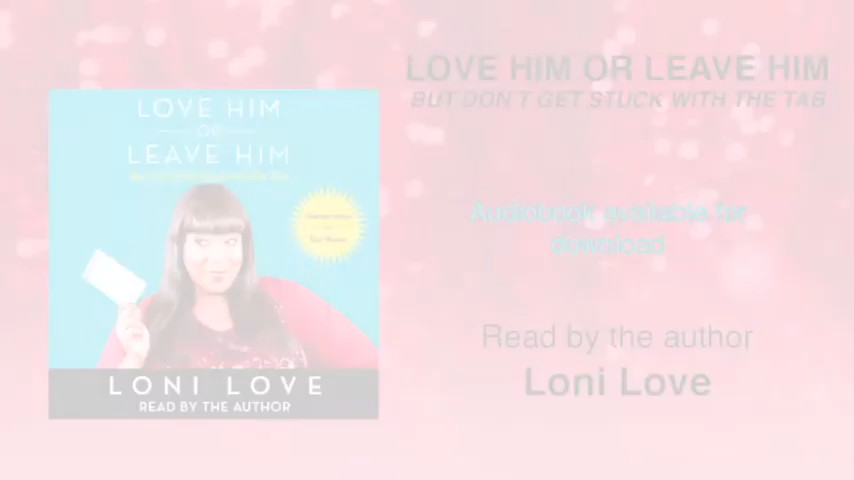 LOVE HIM
OR
LEAVE HIM
LONI LOVE
READ BY THE AUTHOR
LOVE HIM OR LEAVE HIM
BUT DON'T GET STUCK WITH THE TAB
Audiobook available for
download
Read by the author
Loni Love